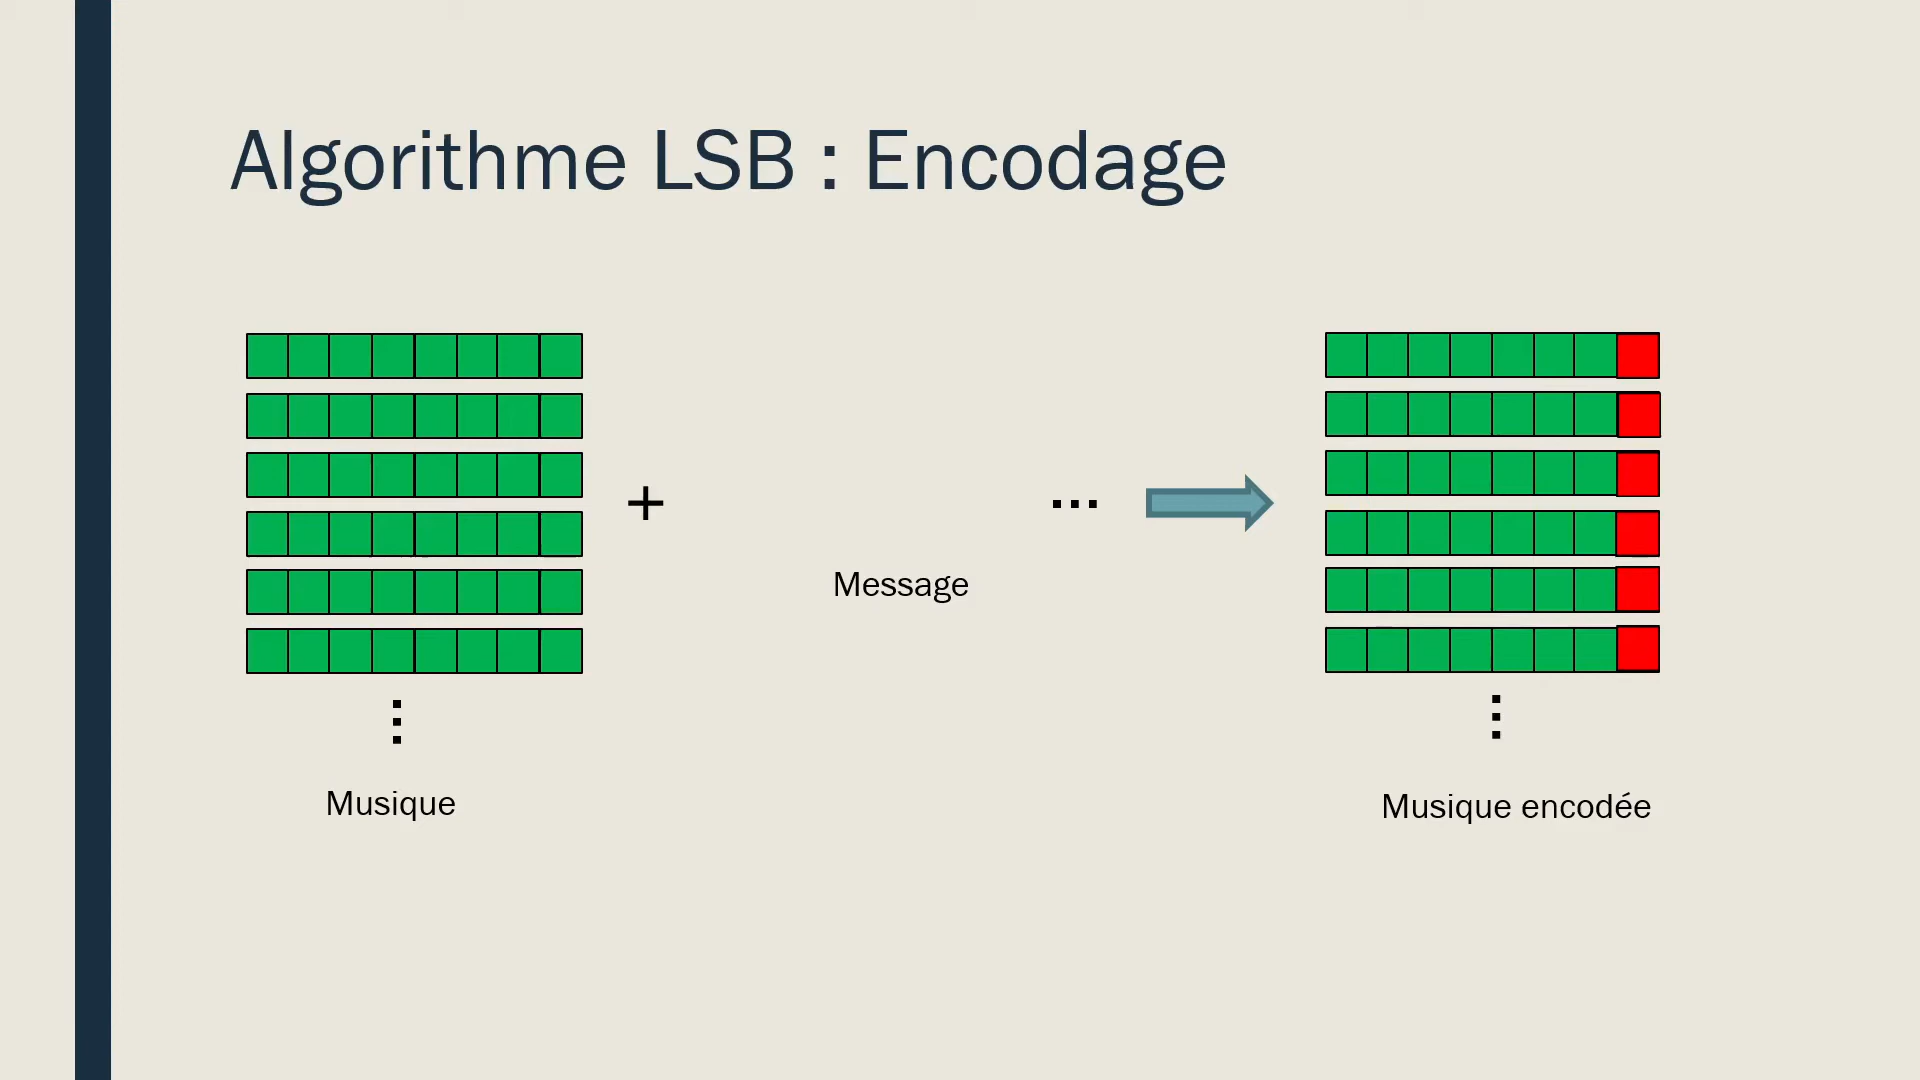 Algorithme LSB : Encodage
+
...
Message
⋮
⋮
Musique
Musique encodée